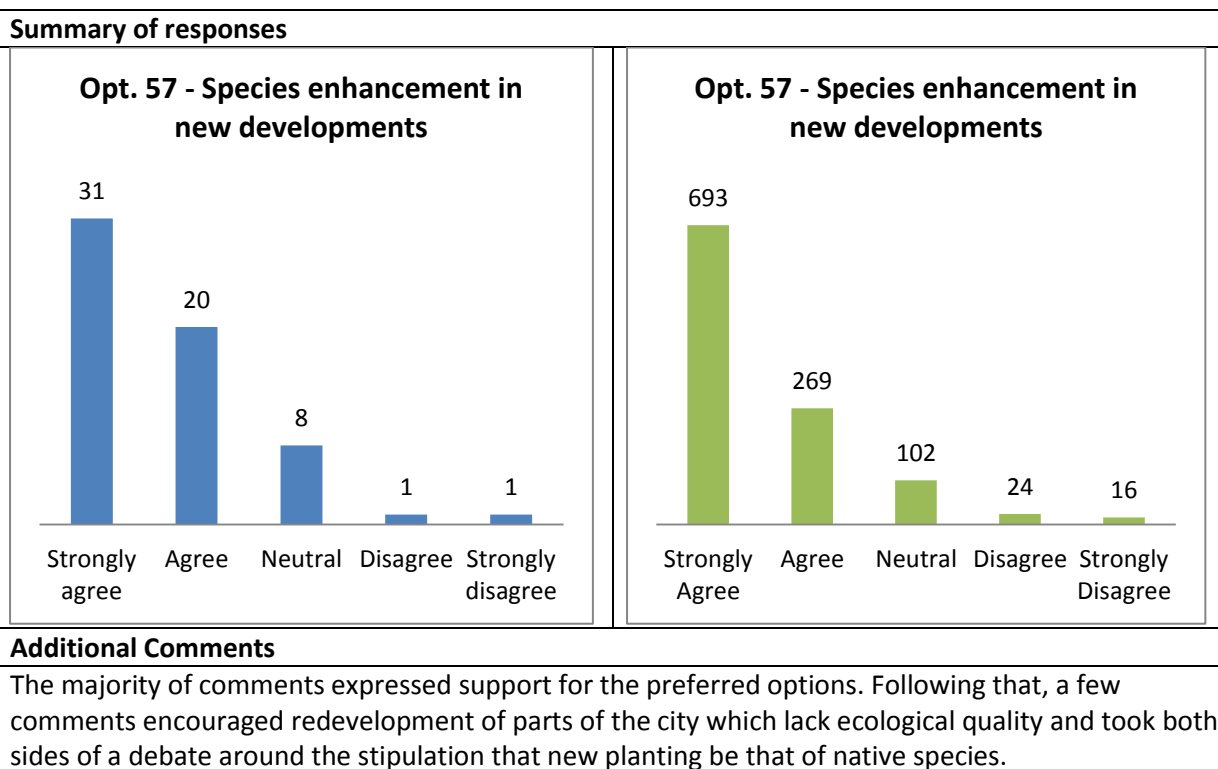 Summary of responses
Opt. 57 - Species enhancement in
new developments
31
20
8
1
1
Strongly agree
Agree
Neutral
Disagree
Strongly disagree
Opt. 57 - Species enhancement in
new developments
693
269
102
24
16
Strongly Agree
Agree
Neutral
Disagree
Strongly Disagree
Additional Comments
The majority of comments expressed support for the preferred options. Following that, a few
comments encouraged redevelopment of parts of the city which lack ecological quality and took both
sides of a debate around the stipulation that new planting be that of native species.